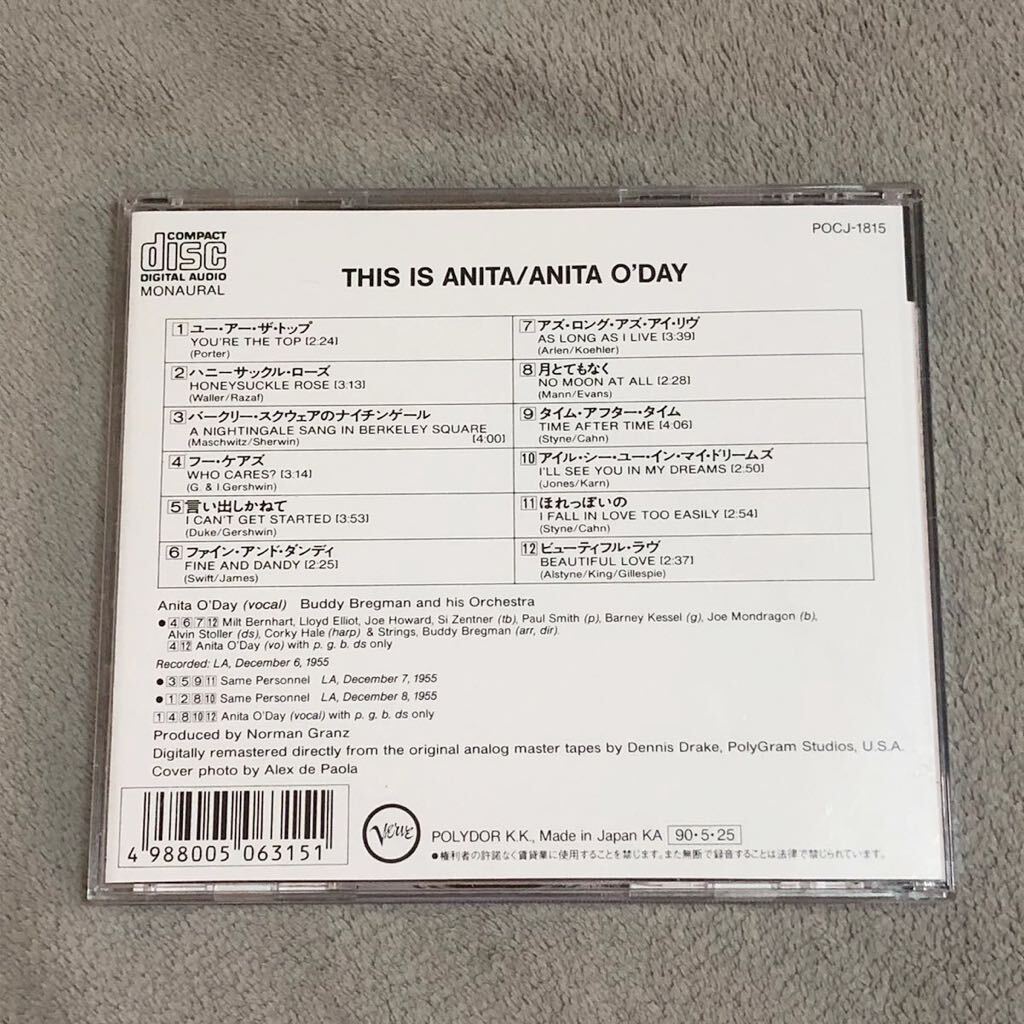 COMPACT
disc
DIGITAL AUDIO
MONAURAL
POCJ-1815
THIS IS ANITA/ANITA O'DAY
1 ユー・アー・ザ・トップ
YOU'RE THE TOP [2:24]
(Porter)
2 ハニーサックル・ローズ
HONEYSUCKLE ROSE [3:13]
(Waller/Razaf)
3 バークリー・スクウェアのナイチンゲール
A NIGHTINGALE SANG IN BERKELEY SQUARE
(Maschwitz/Sherwin) [4:00]
4 フー・ケアズ
WHO CARES? [3:14]
(G. & I. Gershwin)
5 言い出しかねて
I CAN'T GET STARTED [3:53]
(Duke/Gershwin)
6 ファイン・アンド・ダンディ
FINE AND DANDY [2:25]
(Swift/James)
7 アズ・ロング・アズ・アイ・リヴ
AS LONG AS I LIVE [3:39]
(Arlen/Koehler)
8 月とてもなく
NO MOON AT ALL [2:28]
(Mann/Evans)
9 タイム・アフター・タイム
TIME AFTER TIME [4:06]
(Styne/Cahn)
10 アイル・シー・ユー・イン・マイ・ドリームズ
I'LL SEE YOU IN MY DREAMS [2:50]
(Jones/Karn)
11 ほれっぽいの
I FALL IN LOVE TOO EASILY [2:54]
(Styne/Cahn)
12 ビューティフル・ラヴ
BEAUTIFUL LOVE [2:37]
(Alstyne/King/Gillespie)
Anita O'Day (vocal) Buddy Bregman and his Orchestra
● 4 6 7 12 Milt Bernhart, Lloyd Elliot, Joe Howard, Si Zentner (tb), Paul Smith (p), Barney Kessel (g), Joe Mondragon (b),
Alvin Stoller (ds), Corky Hale (harp) & Strings, Buddy Bregman (arr, dir).
4 12 Anita O'Day (vo) with p. g. b. ds only
Recorded: LA, December 6, 1955
● 3 5 9 11 Same Personnel LA, December 7, 1955
● 1 2 8 10 Same Personnel LA, December 8, 1955
1 4 8 10 12 Anita O'Day (vocal) with p. g. b. ds only
Produced by Norman Granz
Digitally remastered directly from the original analog master tapes by Dennis Drake, PolyGram Studios, U.S.A.
Cover photo by Alex de Paola
4 988005 063151
Verve
POLYDOR K.K., Made in Japan KA 90・5・25
●権利者の許諾なく賃貸業に使用することを禁じます。また無断で録音することは法律で禁じられています。